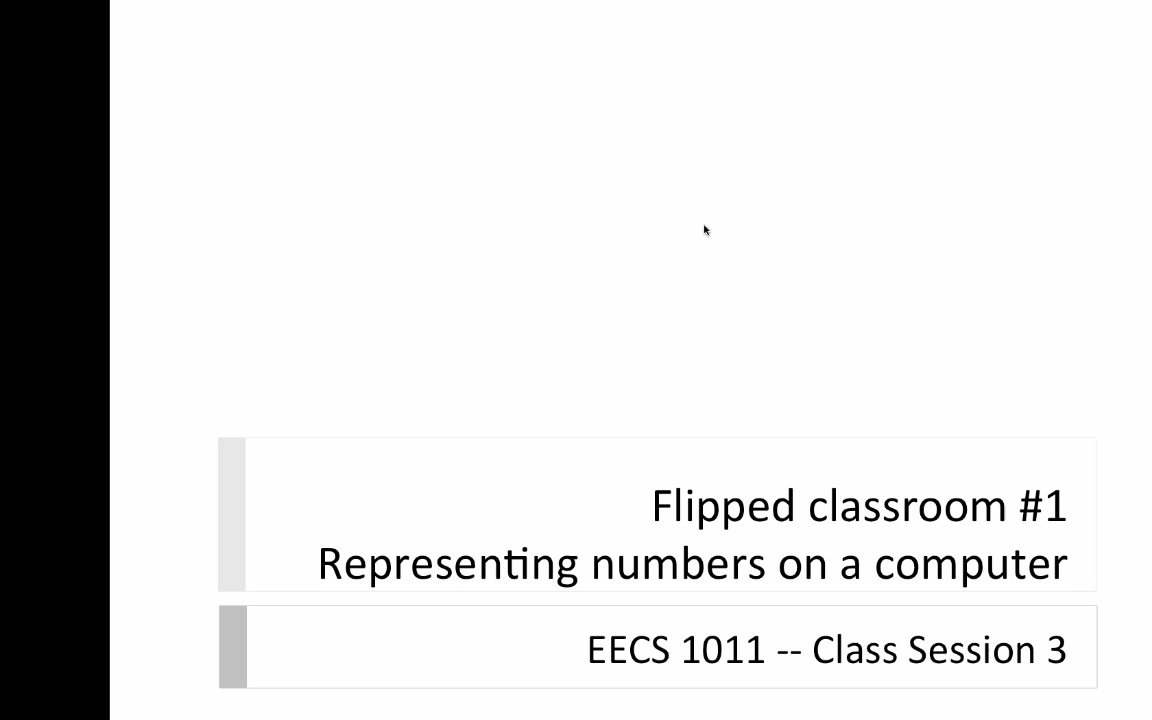 Flipped classroom #1
Representing numbers on a computer
EECS 1011 -- Class Session 3